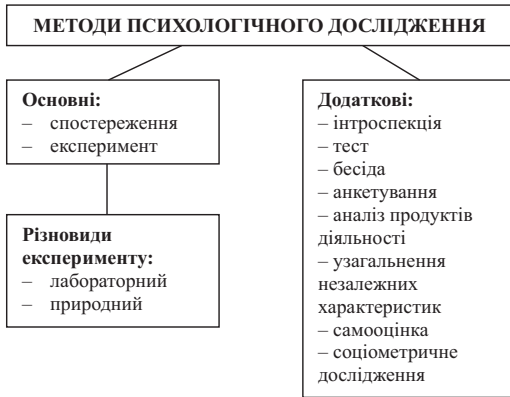 МЕТОДИ ПСИХОЛОГІЧНОГО ДОСЛІДЖЕННЯ
Основні:
– спостереження
– експеримент
Різновиди
експерименту:
– лабораторний
– природний
Додаткові:
– інтроспекція
– тест
– бесіда
– анкетування
– аналіз продуктів
діяльності
– узагальнення
незалежних
характеристик
– самооцінка
– соціометричне
дослідження